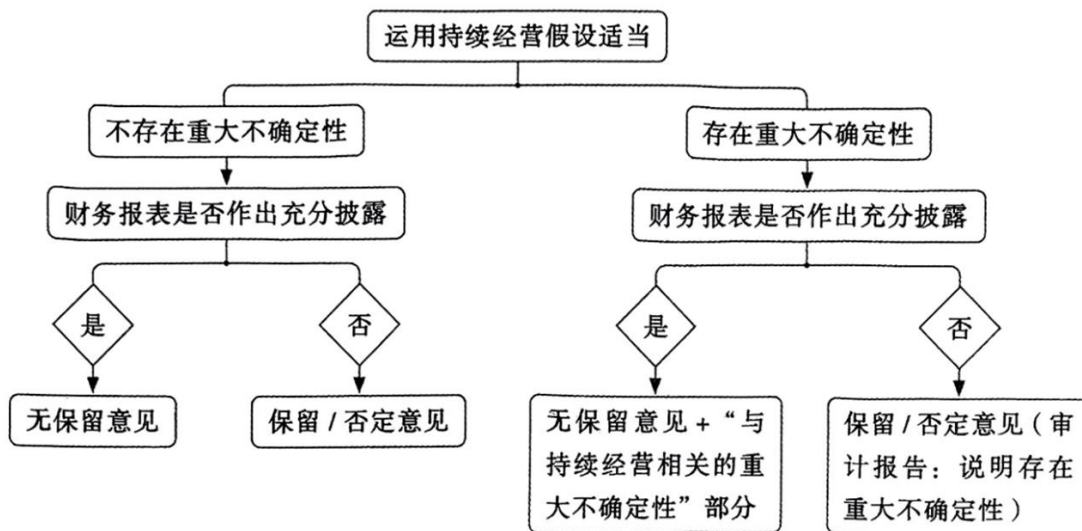 运用持续经营假设适当
不存在重大不确定性
存在重大不确定性
财务报表是否作出充分披露
财务报表是否作出充分披露
是
否
是
否
无保留意见
保留/否定意见
无保留意见+“与
持续经营相关的重
大不确定性”部分
保留/否定意见(审
计报告:说明存在
重大不确定性)